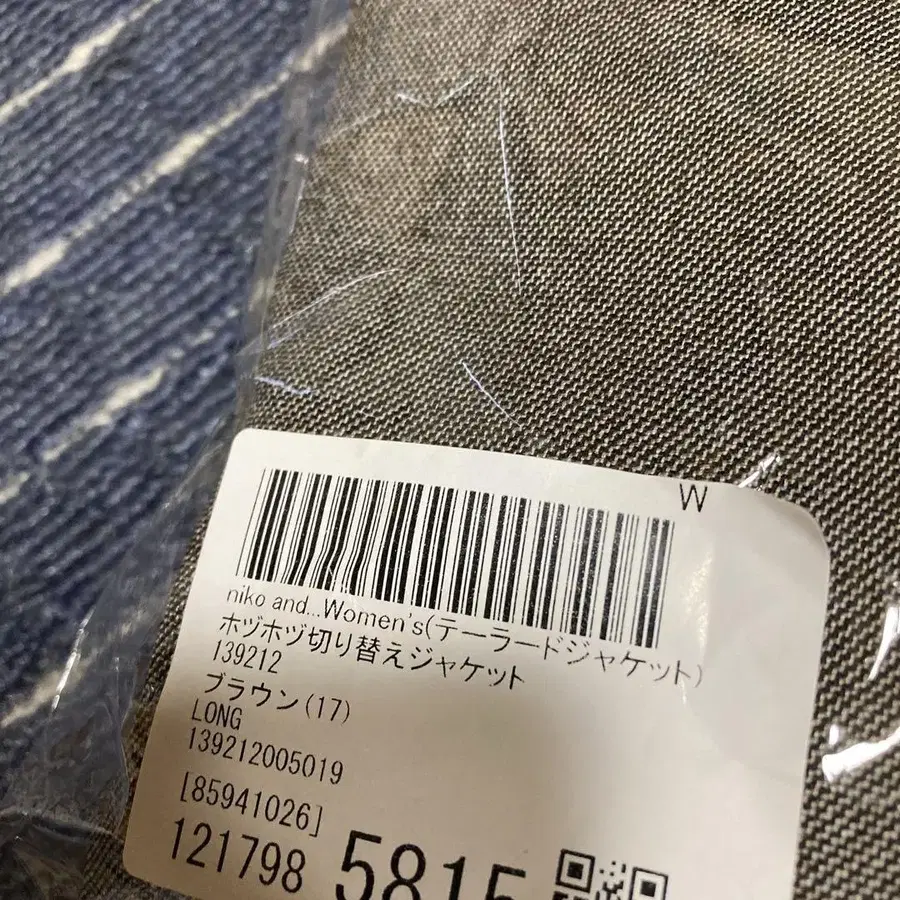 W
niko and...Women's(テーラードジャケット)
ホヅホヅ切り替えジャケット
139212
ブラウン(17)
LONG
139212005019
[85941026]
121798 5815